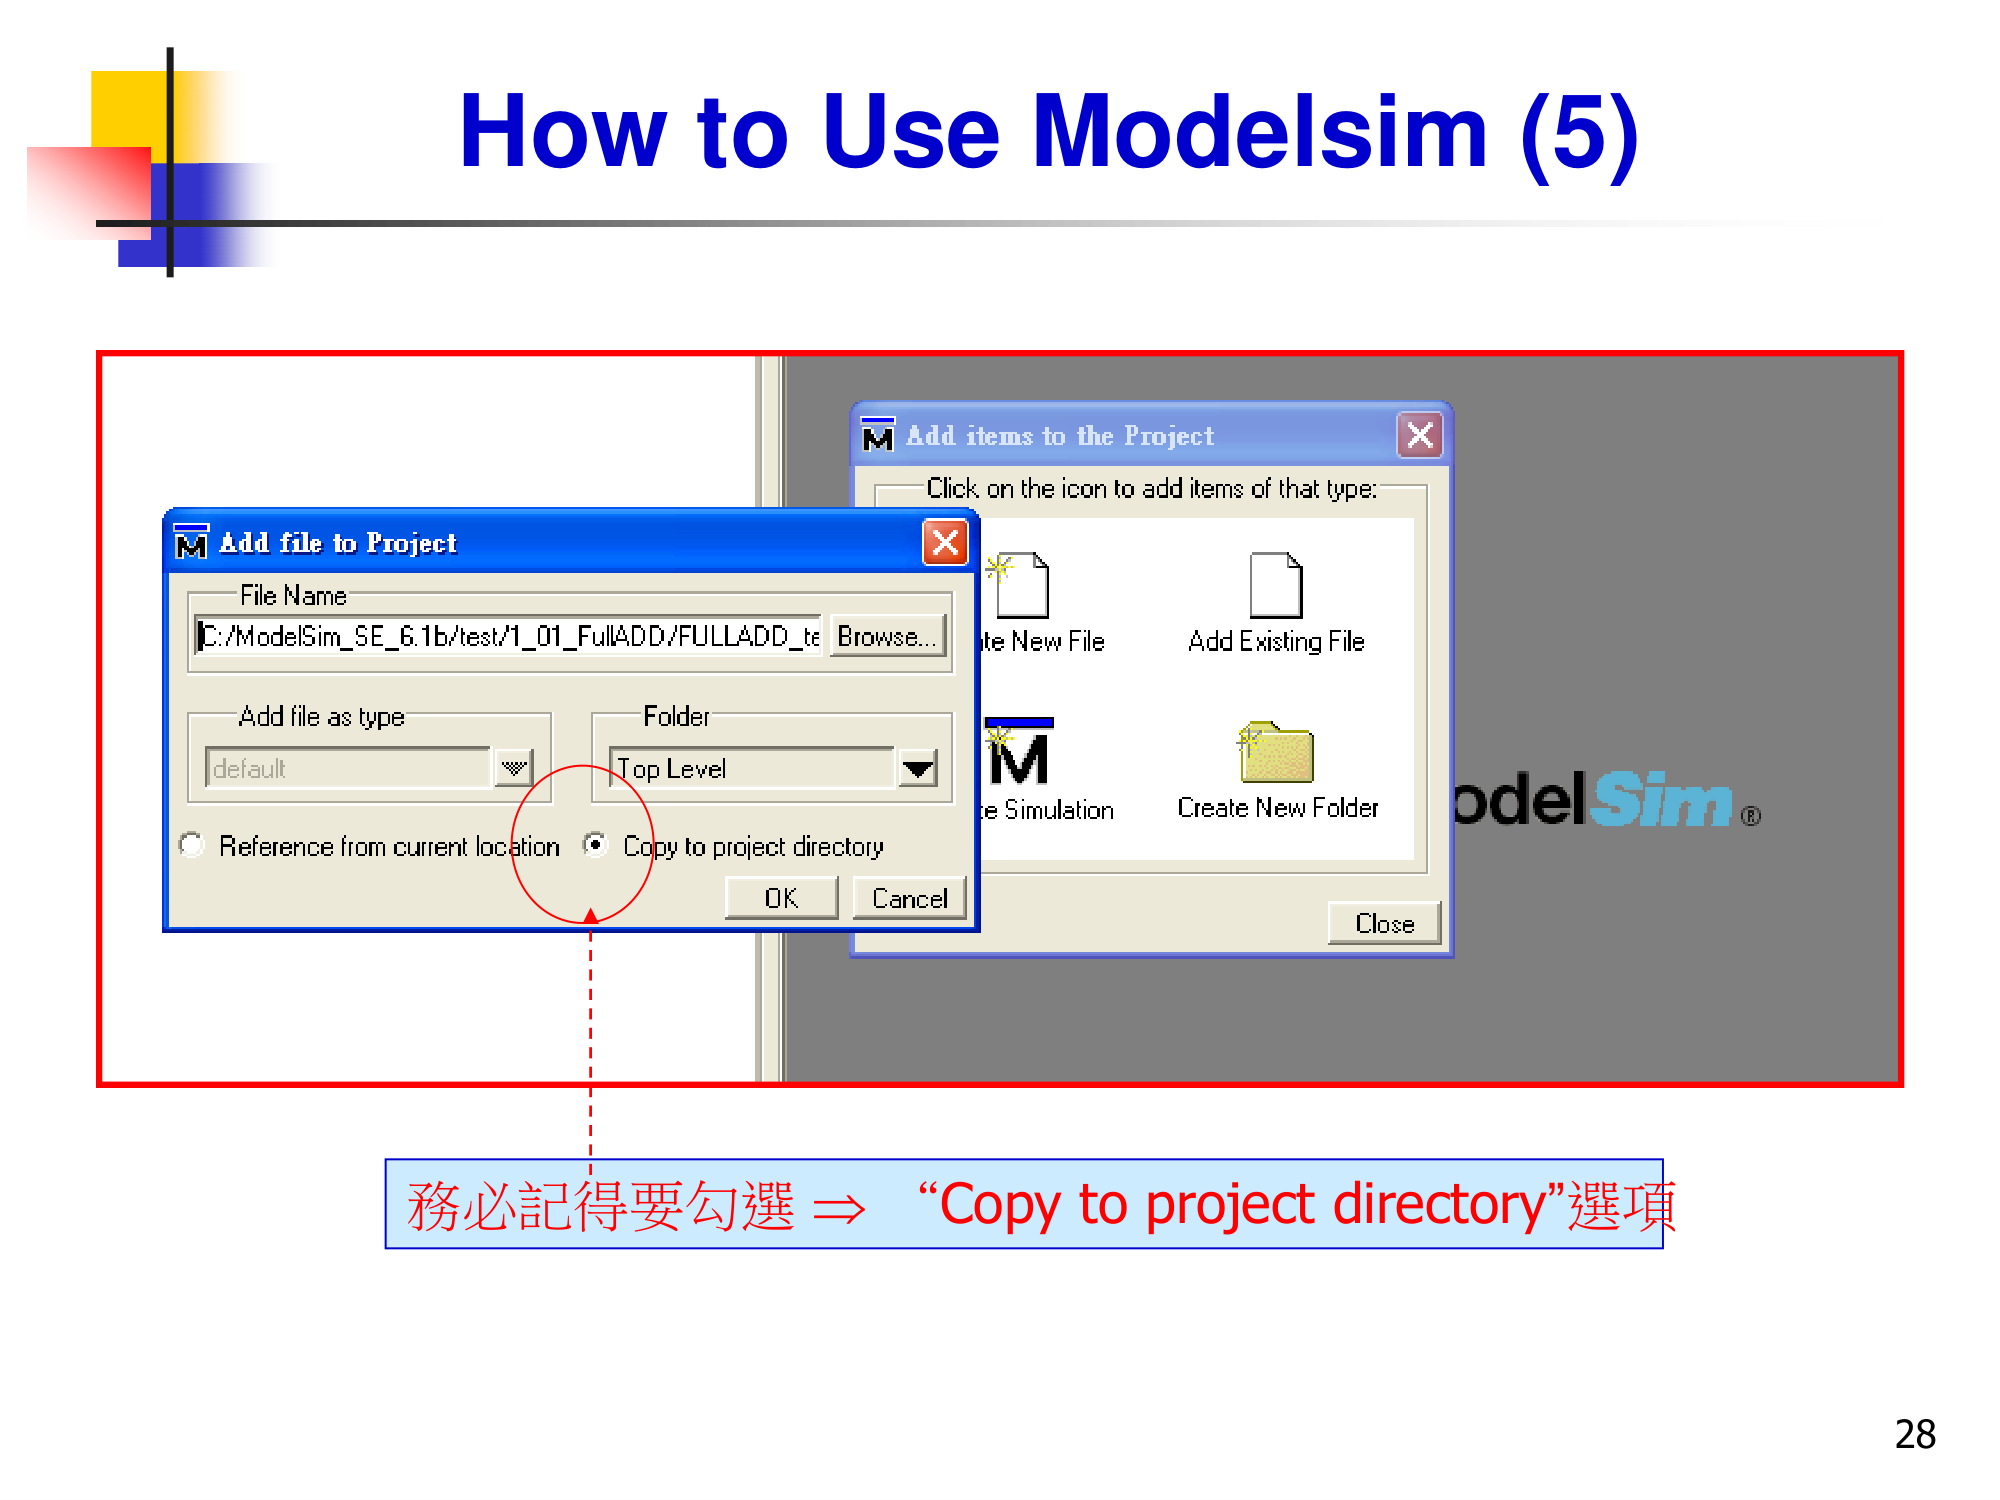 How to Use Modelsim (5)
Add items to the Project
Click on the icon to add items of that type:
Add file to Project
File Name
C:/ModelSim_SE_6.1b/test/1_01_FullADD/FULLADD_te
Browse...
te New File
Add Existing File
Add file as type
Folder
default
Top Level
te Simulation
Create New Folder
odelSim ®
Reference from current location
Copy to project directory
OK
Cancel
Close
務必記得要勾選 ⇒ “Copy to project directory”選項
28